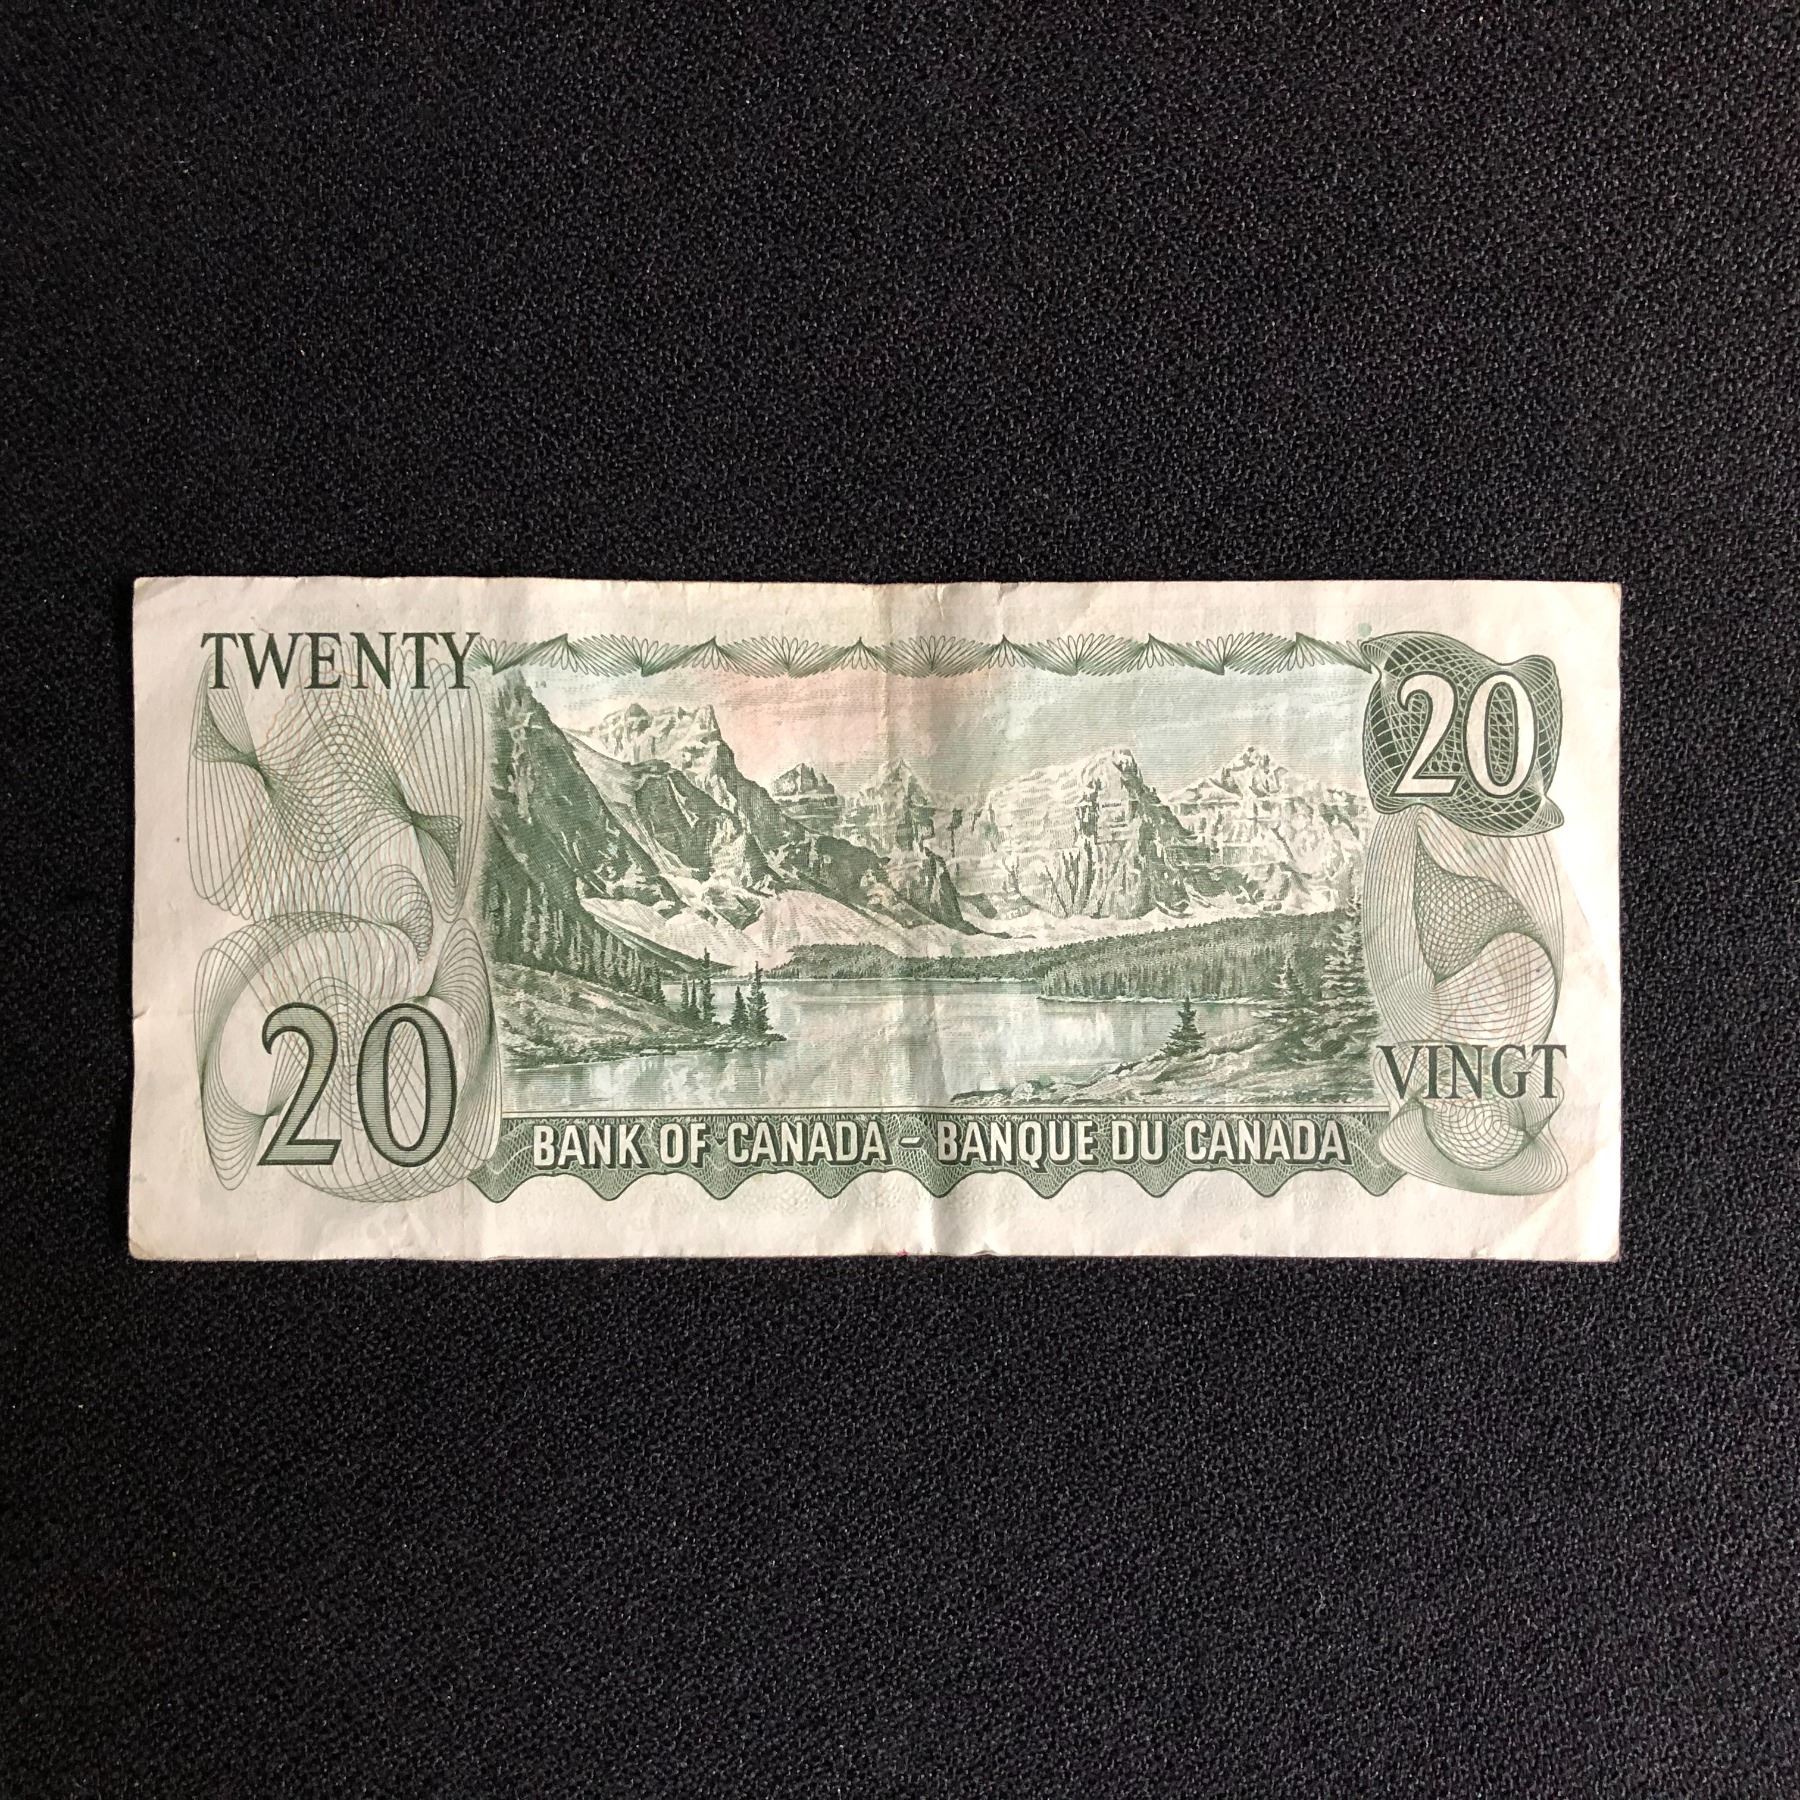 TWENTY
20
20
VINGT
BANK OF CANADA – BANQUE DU CANADA